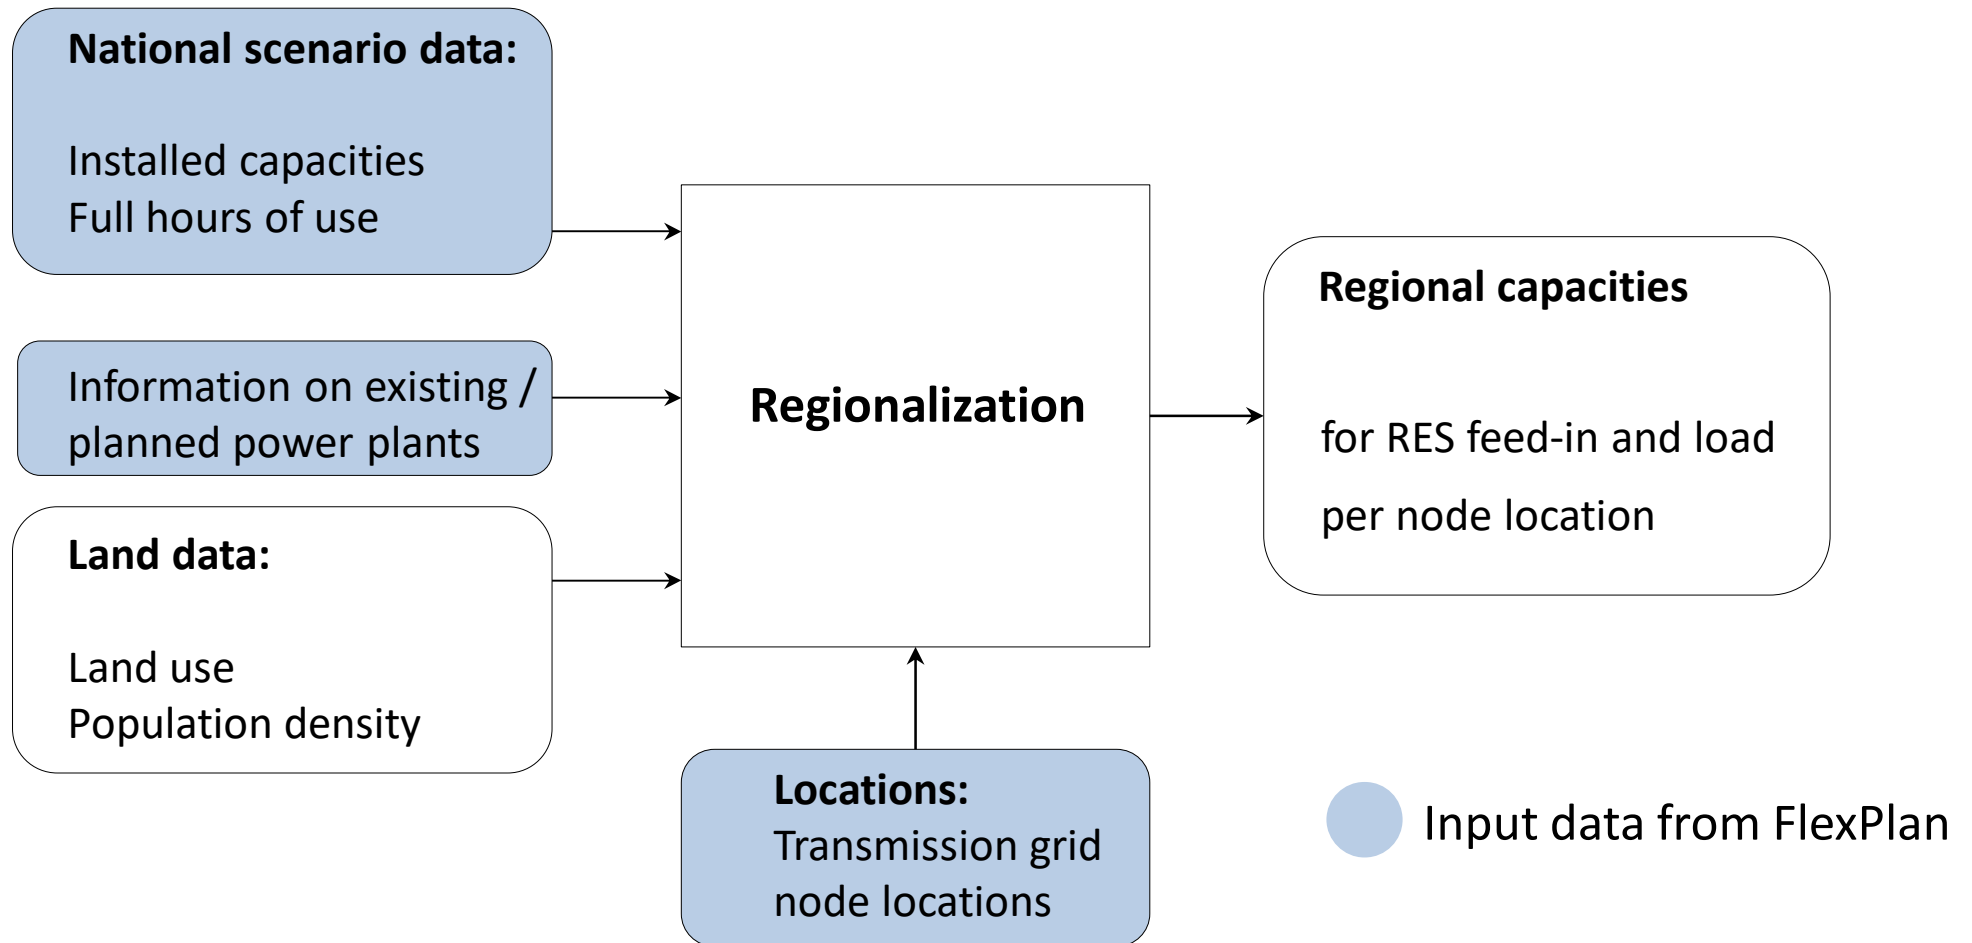 National scenario data:
Installed capacities
Full hours of use
Information on existing /
planned power plants
Land data:
Land use
Population density
Regionalization
Locations:
Transmission grid
node locations
Regional capacities
for RES feed-in and load
per node location
Input data from FlexPlan